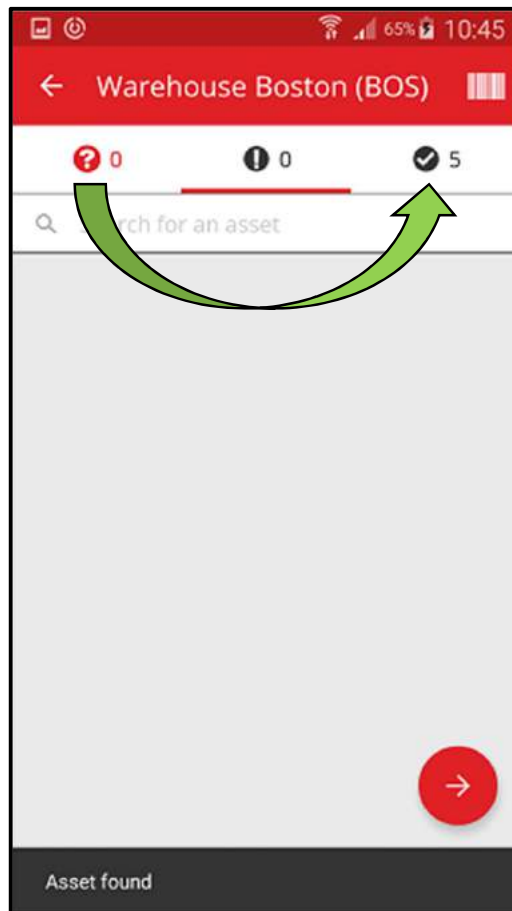 65% 10:45
Warehouse Boston (BOS)
0 0 5
rch for an asset
Asset found